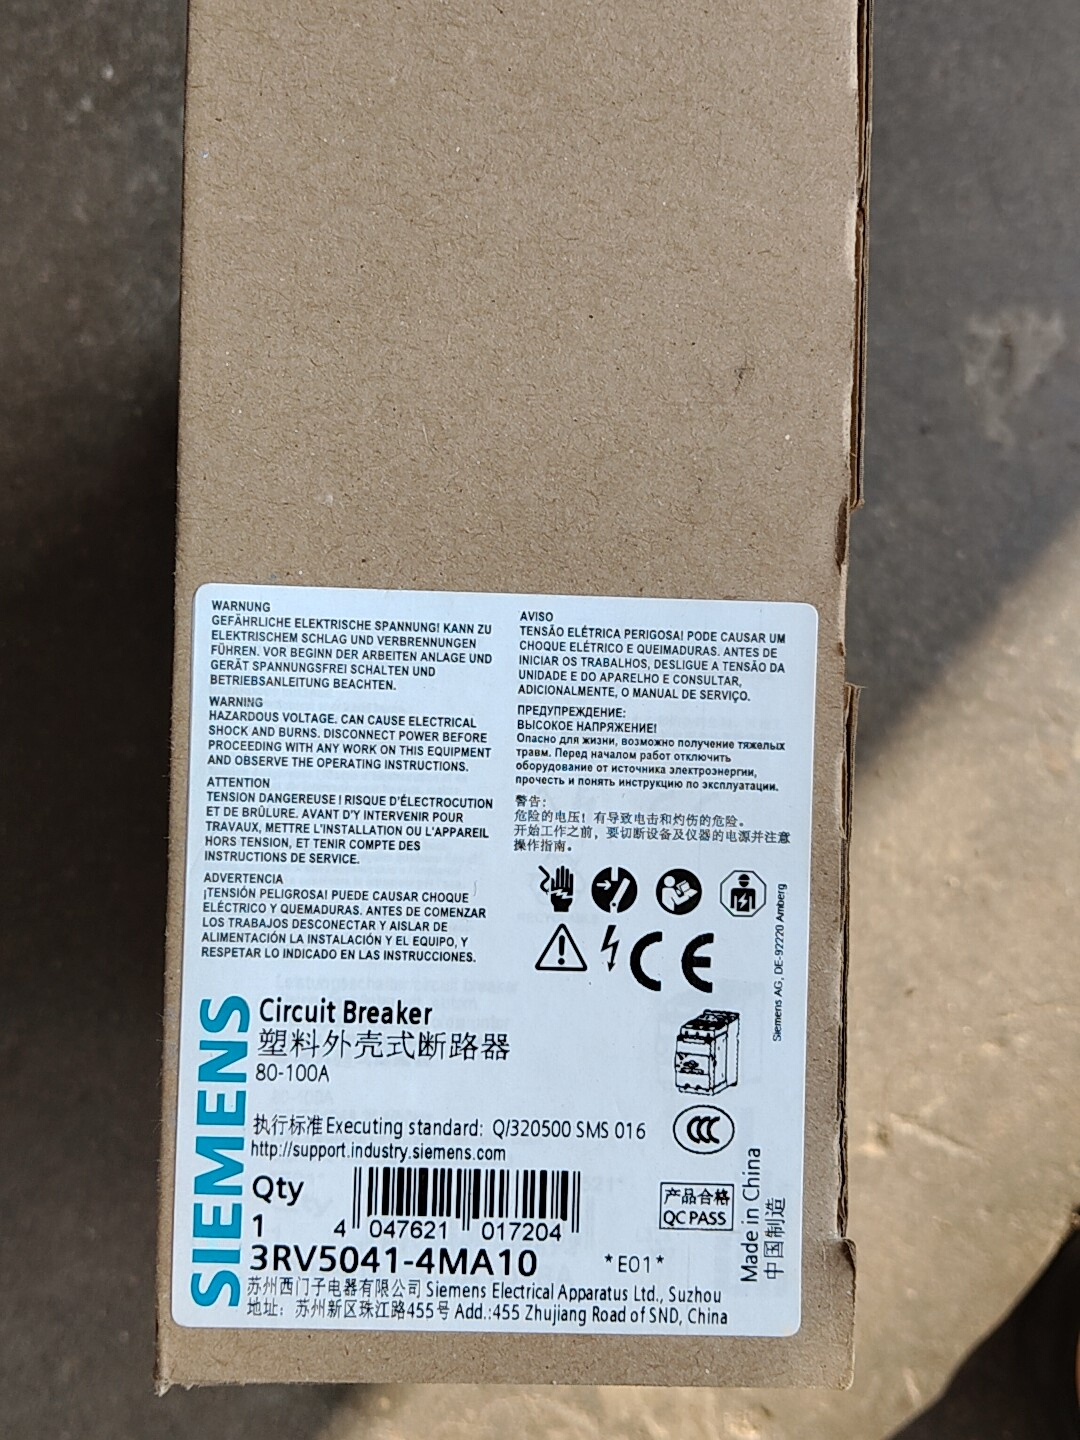 WARNUNG
GEFÄHRLICHE ELEKTRISCHE SPANNUNG! KANN ZU
ELEKTRISCHEM SCHLAG UND VERBRENNUNGEN
FÜHREN. VOR BEGINN DER ARBEITEN ANLAGE UND
GERÄT SPANNUNGSFREI SCHALTEN UND
BETRIEBSANLEITUNG BEACHTEN.
WARNING
HAZARDOUS VOLTAGE. CAN CAUSE ELECTRICAL
SHOCK AND BURNS. DISCONNECT POWER BEFORE
PROCEEDING WITH ANY WORK ON THIS EQUIPMENT
AND OBSERVE THE OPERATING INSTRUCTIONS.
ATTENTION
TENSION DANGEREUSE ! RISQUE D'ÉLECTROCUTION
ET DE BRÛLURE. AVANT D'Y INTERVENIR POUR
TRAVAUX, METTRE L'INSTALLATION OU L'APPAREIL
HORS TENSION, ET TENIR COMPTE DES
INSTRUCTIONS DE SERVICE.
ADVERTENCIA
¡TENSIÓN PELIGROSA! PUEDE CAUSAR CHOQUE
ELÉCTRICO Y QUEMADURAS. ANTES DE COMENZAR
LOS TRABAJOS DESCONECTAR Y AISLAR DE
ALIMENTACIÓN LA INSTALACIÓN Y EL EQUIPO, Y
RESPETAR LO INDICADO EN LAS INSTRUCCIONES.
AVISO
TENSÃO ELÉTRICA PERIGOSA! PODE CAUSAR UM
CHOQUE ELÉTRICO E QUEIMADURAS. ANTES DE
INICIAR OS TRABALHOS, DESLIGUE A TENSÃO DA
UNIDADE E DO APARELHO E CONSULTAR,
ADICIONALMENTE, O MANUAL DE SERVIÇO.
ПРЕДУПРЕЖДЕНИЕ:
ВЫСОКОЕ НАПРЯЖЕНИЕ!
Опасно для жизни, возможно получение тяжелых
травм. Перед началом работ отключить
оборудование от источника электроэнергии,
прочесть и понять инструкцию по эксплуатации.
警告:
危险的电压！有导致电击和灼伤的危险。
开始工作之前，要切断设备及仪器的电源并注意
操作指南。
CE
Siemens AG, DE-92220 Amberg
SIEMENS
Circuit Breaker
塑料外壳式断路器
80-100A
执行标准 Executing standard: Q/320500 SMS 016
http://support.industry.siemens.com
CCC
Qty
1
4 047621 017204
产品合格
QC PASS
Made in China
中国制造
3RV5041-4MA10 *E01*
苏州西门子电器有限公司 Siemens Electrical Apparatus Ltd., Suzhou
地址: 苏州新区珠江路455号 Add.:455 Zhujiang Road of SND, China